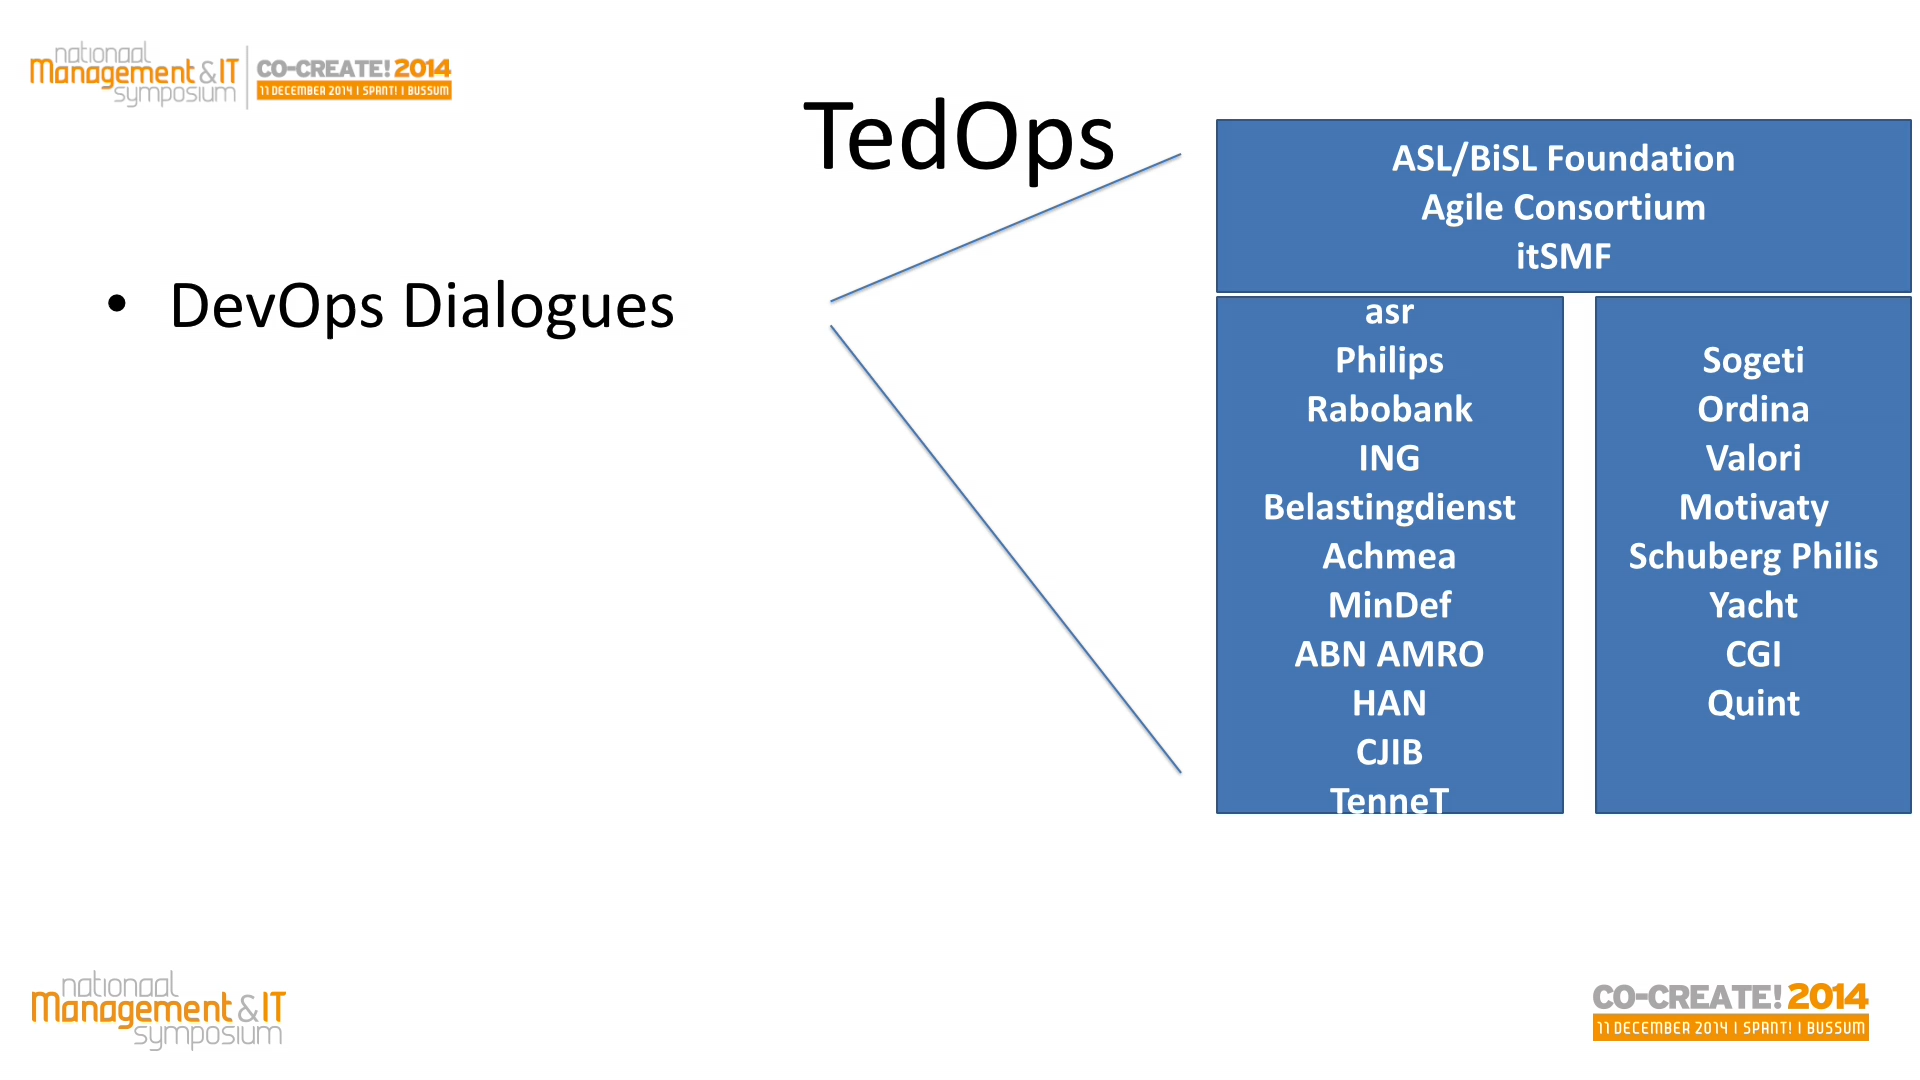 nationaal
Management & IT
symposium
CO-CREATE! 2014
11 DECEMBER 2014 | SPANT! | BUSSUM
TedOps
• DevOps Dialogues
ASL/BiSL Foundation
Agile Consortium
itSMF
asr
Philips
Rabobank
ING
Belastingdienst
Achmea
MinDef
ABN AMRO
HAN
CJIB
TenneT
Sogeti
Ordina
Valori
Motivaty
Schuberg Philis
Yacht
CGI
Quint
nationaal
Management & IT
symposium
CO-CREATE! 2014
11 DECEMBER 2014 | SPANT! | BUSSUM